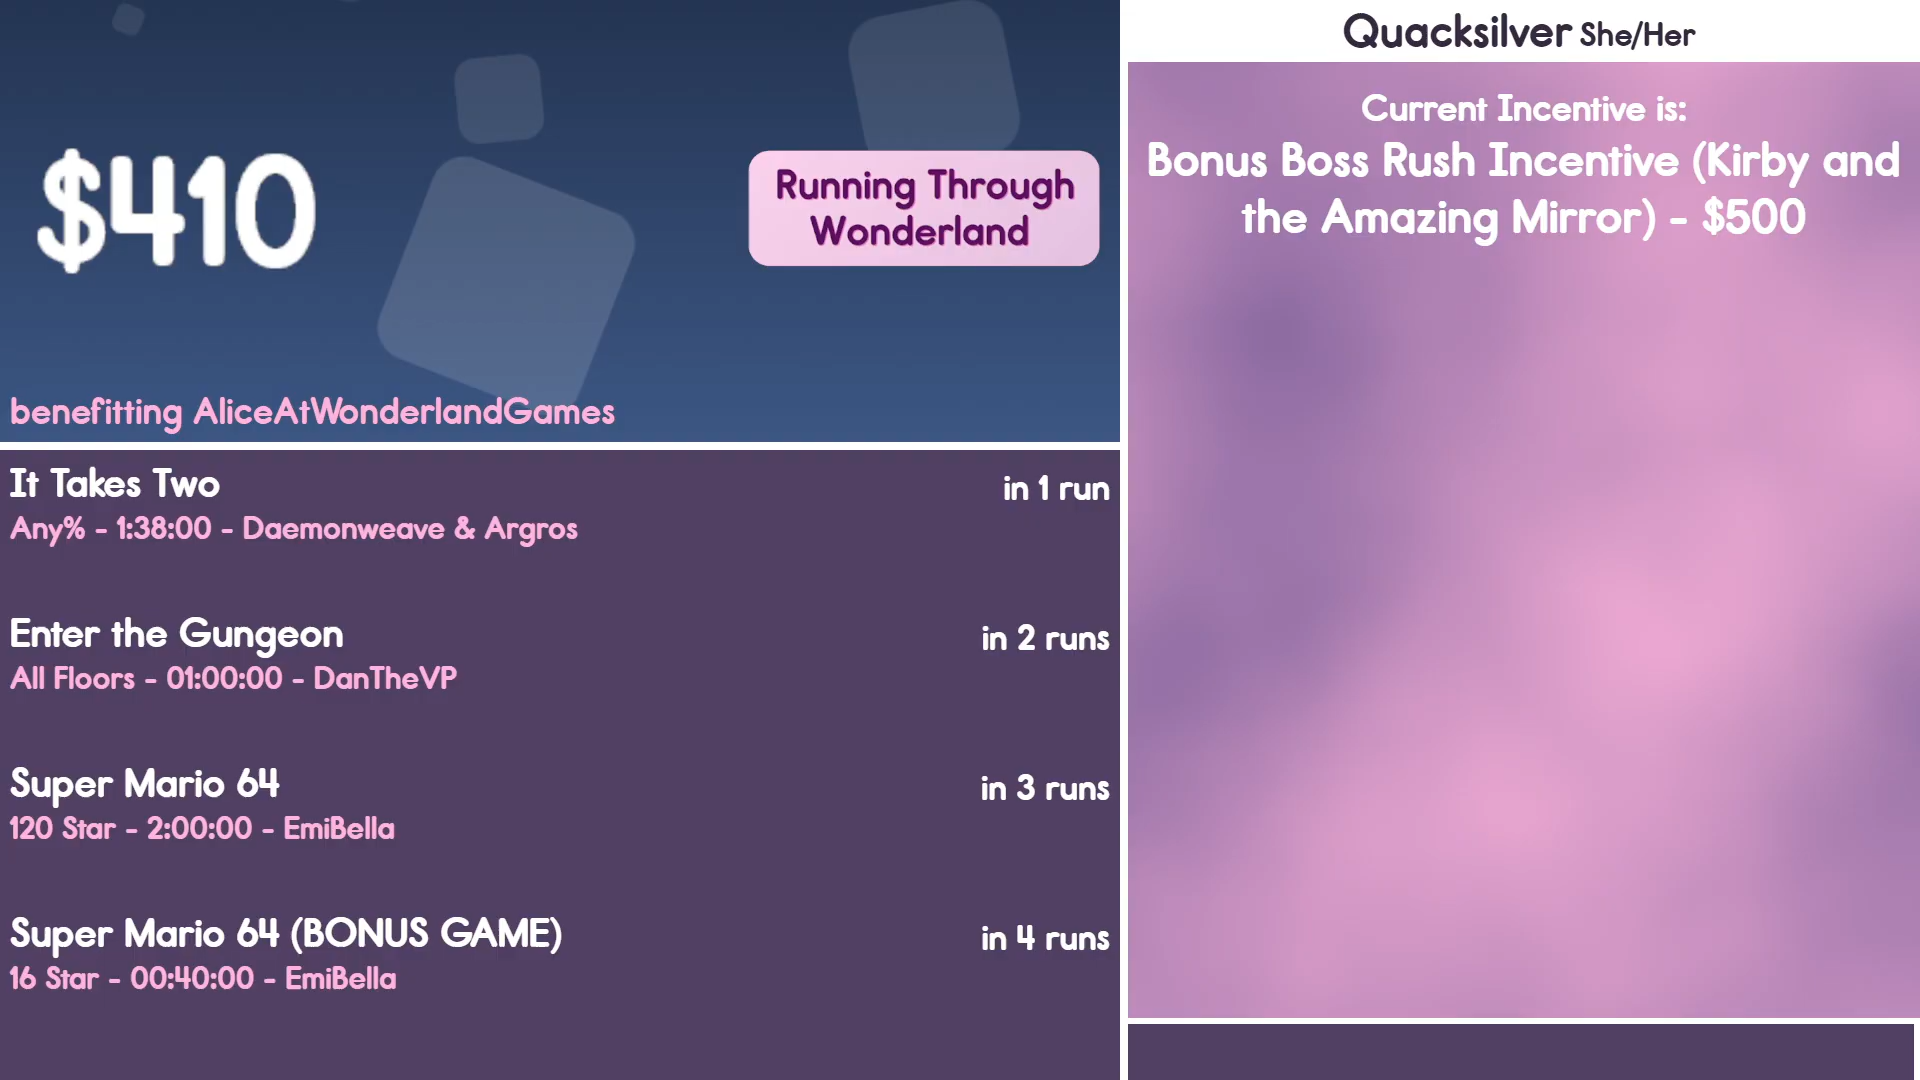 $410
Running Through
Wonderland
benefitting AliceAtWonderlandGames
It Takes Two
in 1 run
Any% - 1:38:00 - Daemonweave & Argros
Enter the Gungeon
in 2 runs
All Floors - 01:00:00 - DanTheVP
Super Mario 64
in 3 runs
120 Star - 2:00:00 - EmiBella
Super Mario 64 (BONUS GAME)
in 4 runs
16 Star - 00:40:00 - EmiBella
Quacksilver She/Her
Current Incentive is:
Bonus Boss Rush Incentive (Kirby and
the Amazing Mirror) - $500